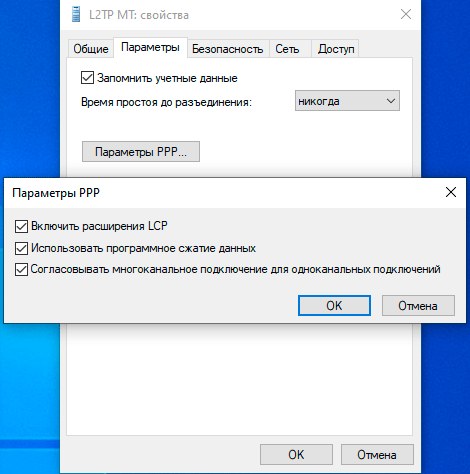 L2TP MT: свойства
Общие Параметры Безопасность Сеть Доступ
Запомнить учетные данные
Время простоя до разъединения: никогда
Параметры PPP...
Параметры PPP
Включить расширения LCP
Использовать программное сжатие данных
Согласовывать многоканальное подключение для одноканальных подключений
OK Отмена
OK Отмена